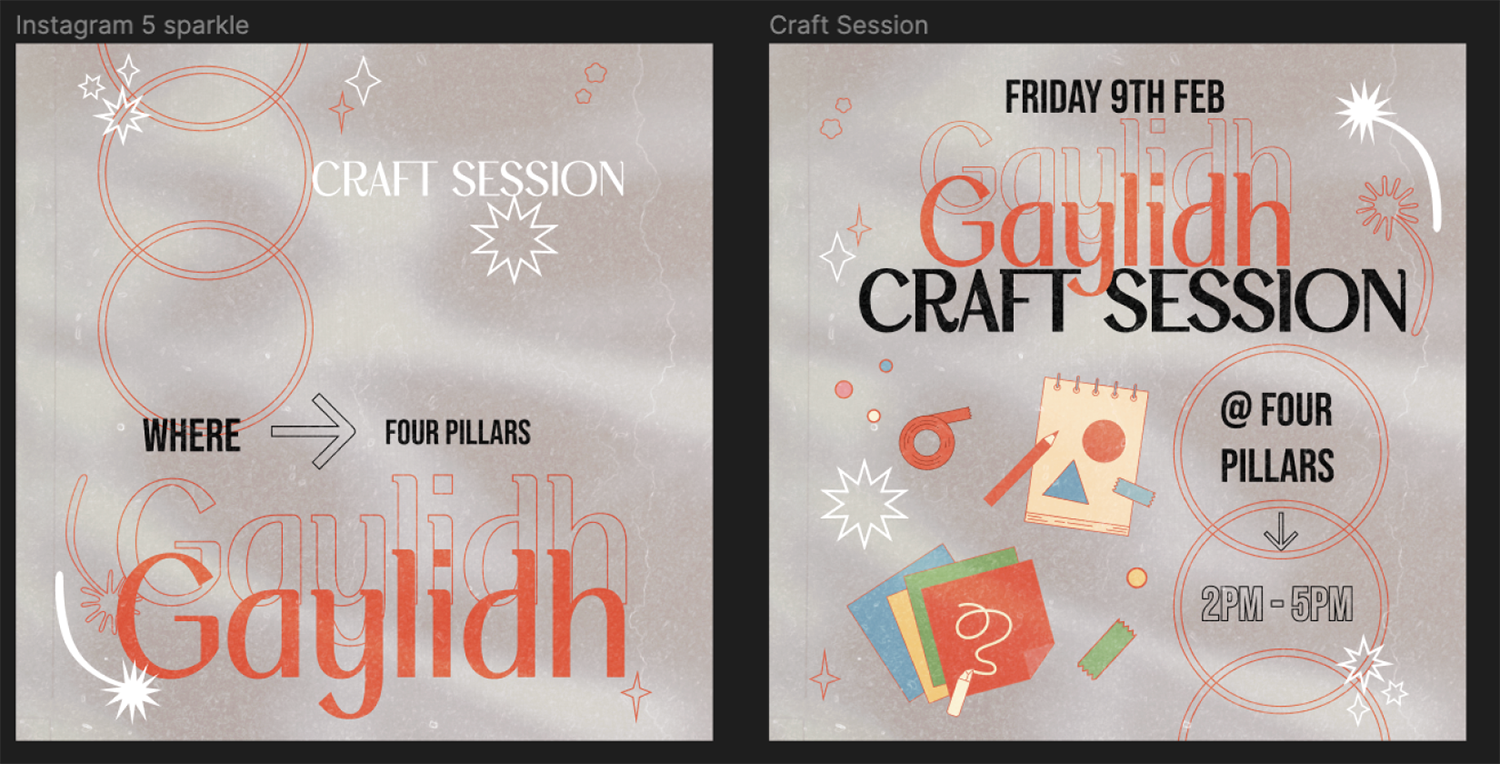 Instagram 5 sparkle
CRAFT SESSION
WHERE
FOUR PILLARS
Gaylidh
Gaylidh
Craft Session
FRIDAY 9TH FEB
Gaylidh
Gaylidh
CRAFT SESSION
@ FOUR
PILLARS
2PM - 5PM